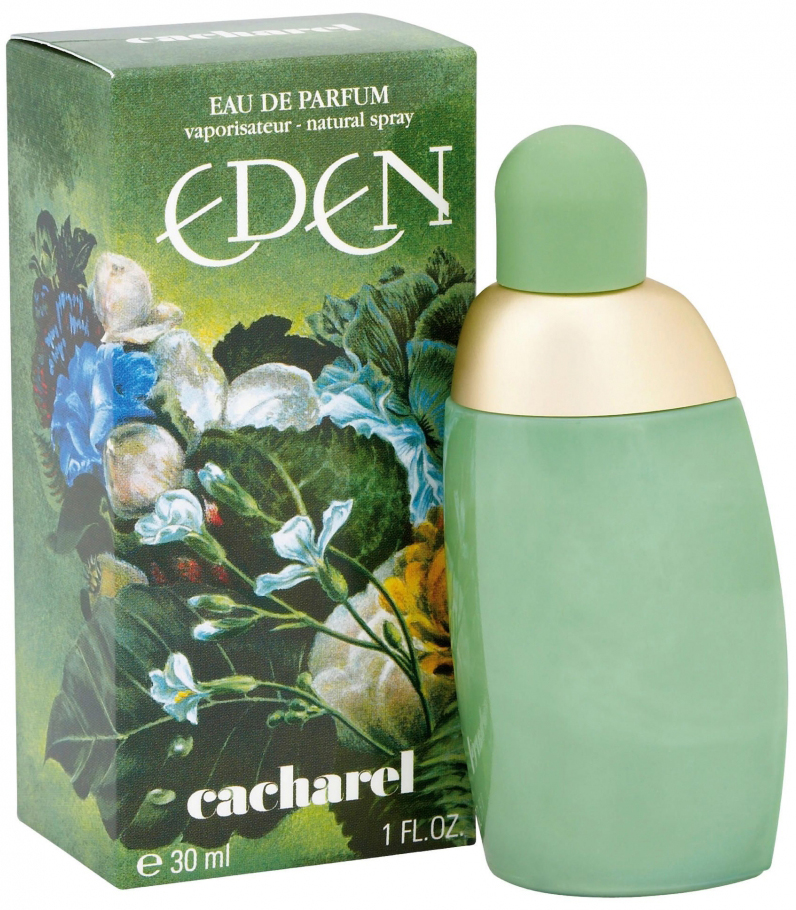 cacharel
EAU DE PARFUM
vaporisateur - natural spray
EDEN
cacharel
1 FL.OZ.
℮ 30 ml